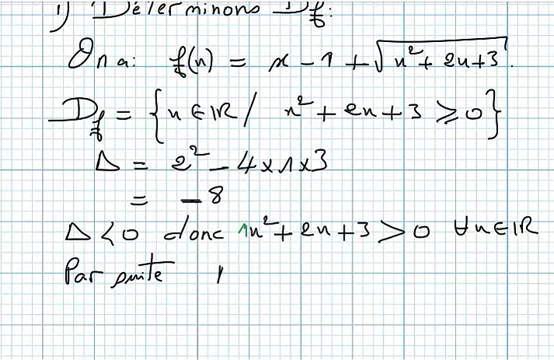 1) Déterminons Df:
On a: f(x) = x - 1 + √(x² + 2x + 3).
Df = {x ∈ ℝ / x² + 2x + 3 ≥ 0}
Δ = 2² - 4×1×3
= -8
Δ < 0 donc 1x² + 2x + 3 > 0 ∀x ∈ ℝ
Par suite